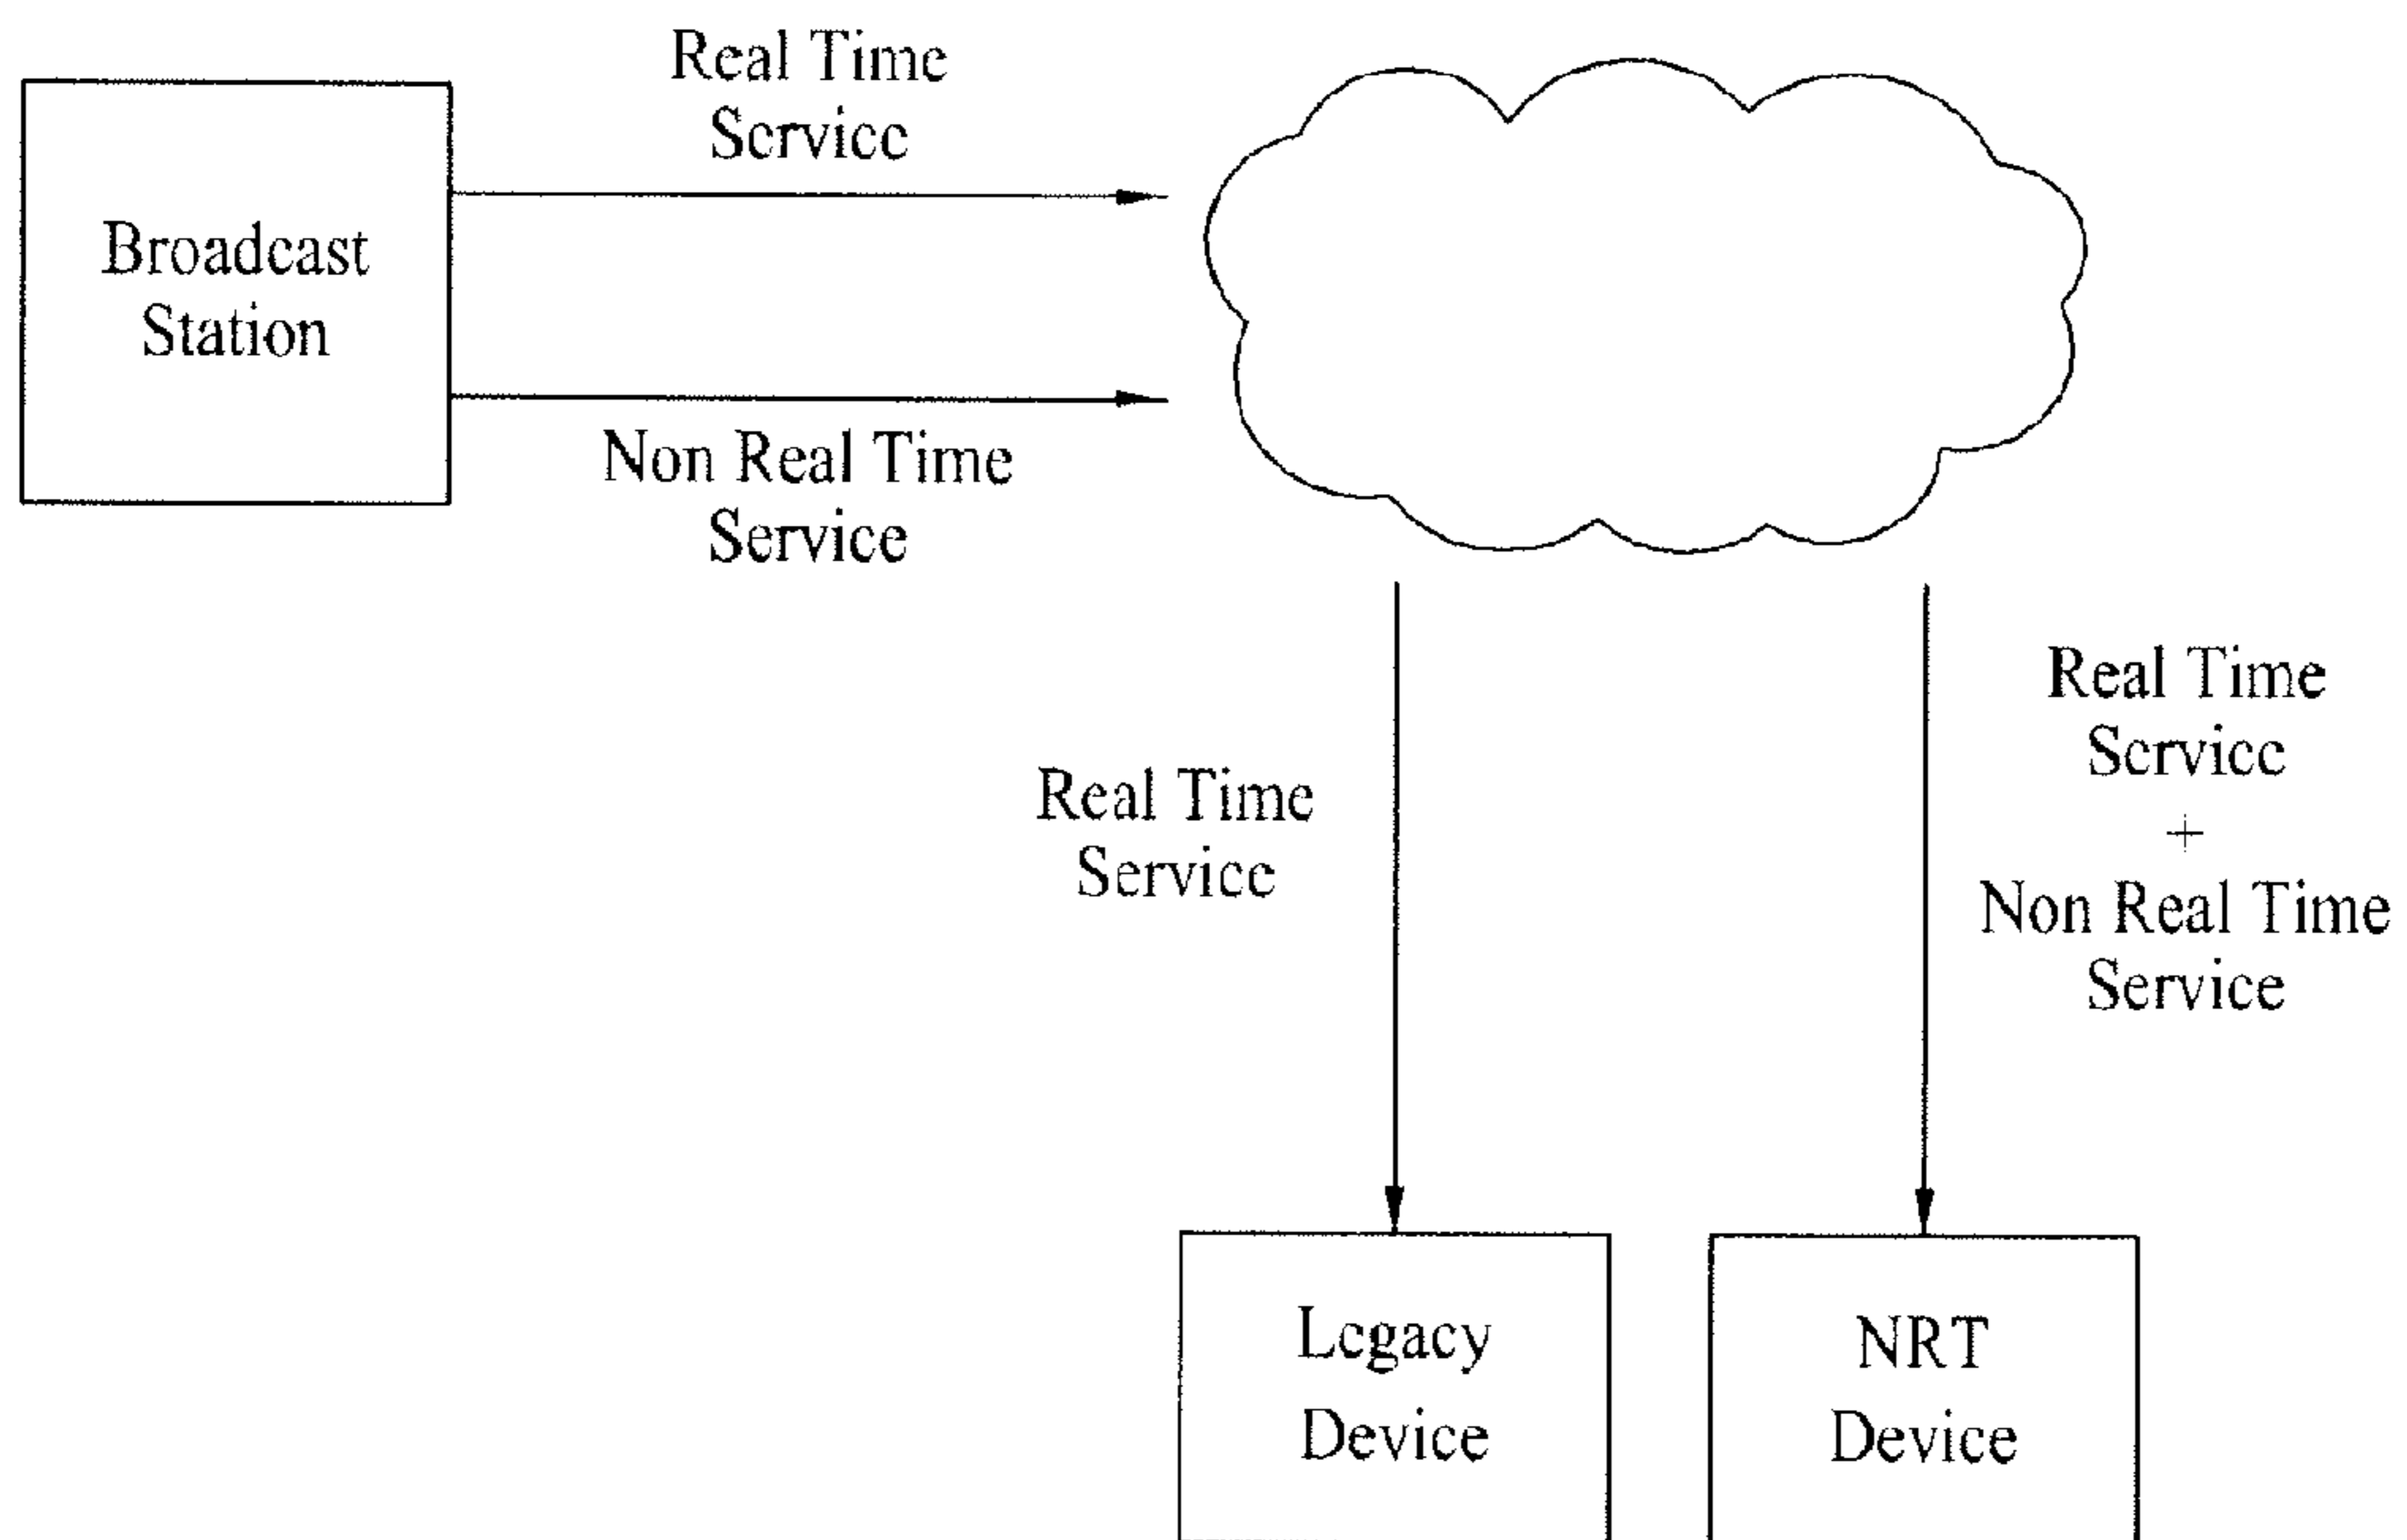 Real Time
Service
Broadcast
Station
Non Real Time
Service
Real Time
Service
Real Time
Service
+
Non Real Time
Service
Legacy
Device
NRT
Device